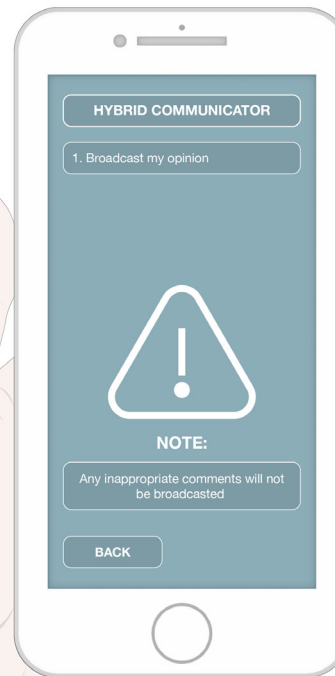 HYBRID COMMUNICATOR
1. Broadcast my opinion
NOTE:
Any inappropriate comments will not
be broadcasted
BACK